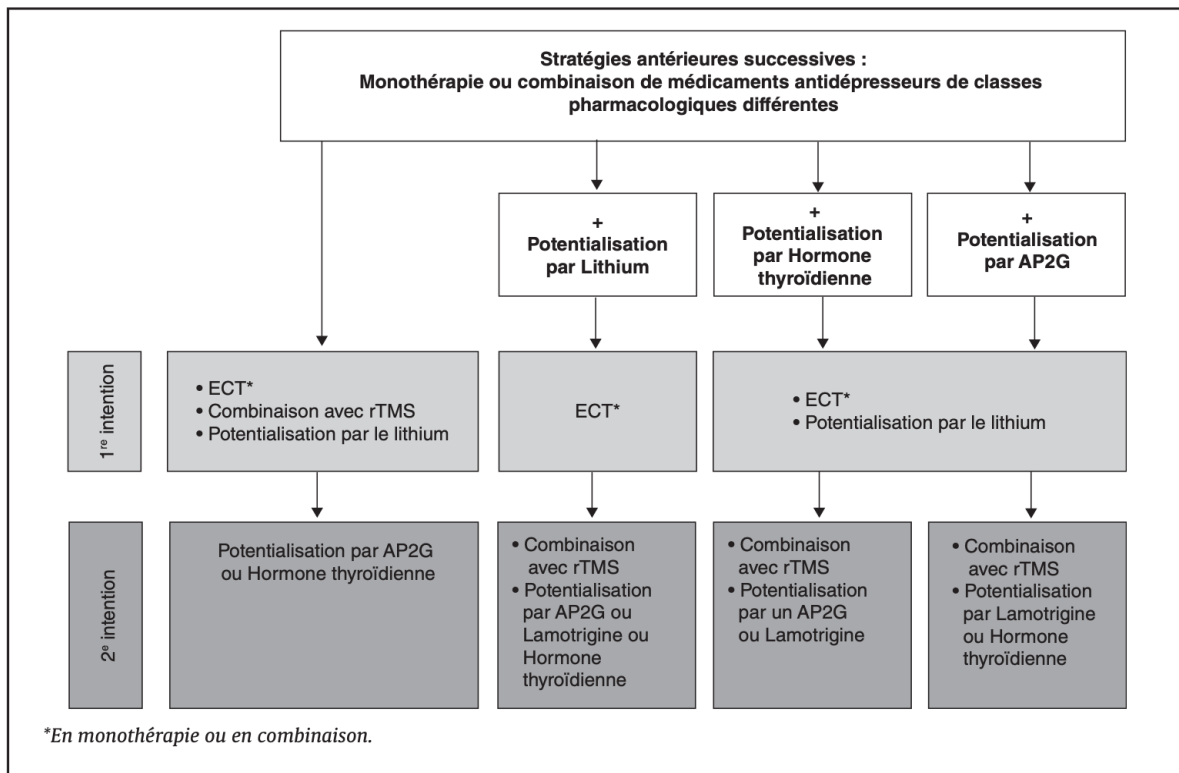 Stratégies antérieures successives :
Monothérapie ou combinaison de médicaments antidépresseurs de classes
pharmacologiques différentes
+
Potentialisation
par Lithium
+
Potentialisation
par Hormone
thyroïdienne
+
Potentialisation
par AP2G
1re intention
• ECT*
• Combinaison avec rTMS
• Potentialisation par le lithium
ECT*
• ECT*
• Potentialisation par le lithium
2e intention
Potentialisation par AP2G
ou Hormone thyroïdienne
• Combinaison
avec rTMS
• Potentialisation
par AP2G ou
Lamotrigine ou
Hormone
thyroïdienne
• Combinaison
avec rTMS
• Potentialisation
par un AP2G
ou Lamotrigine
• Combinaison
avec rTMS
• Potentialisation
par Lamotrigine
ou Hormone
thyroïdienne
*En monothérapie ou en combinaison.